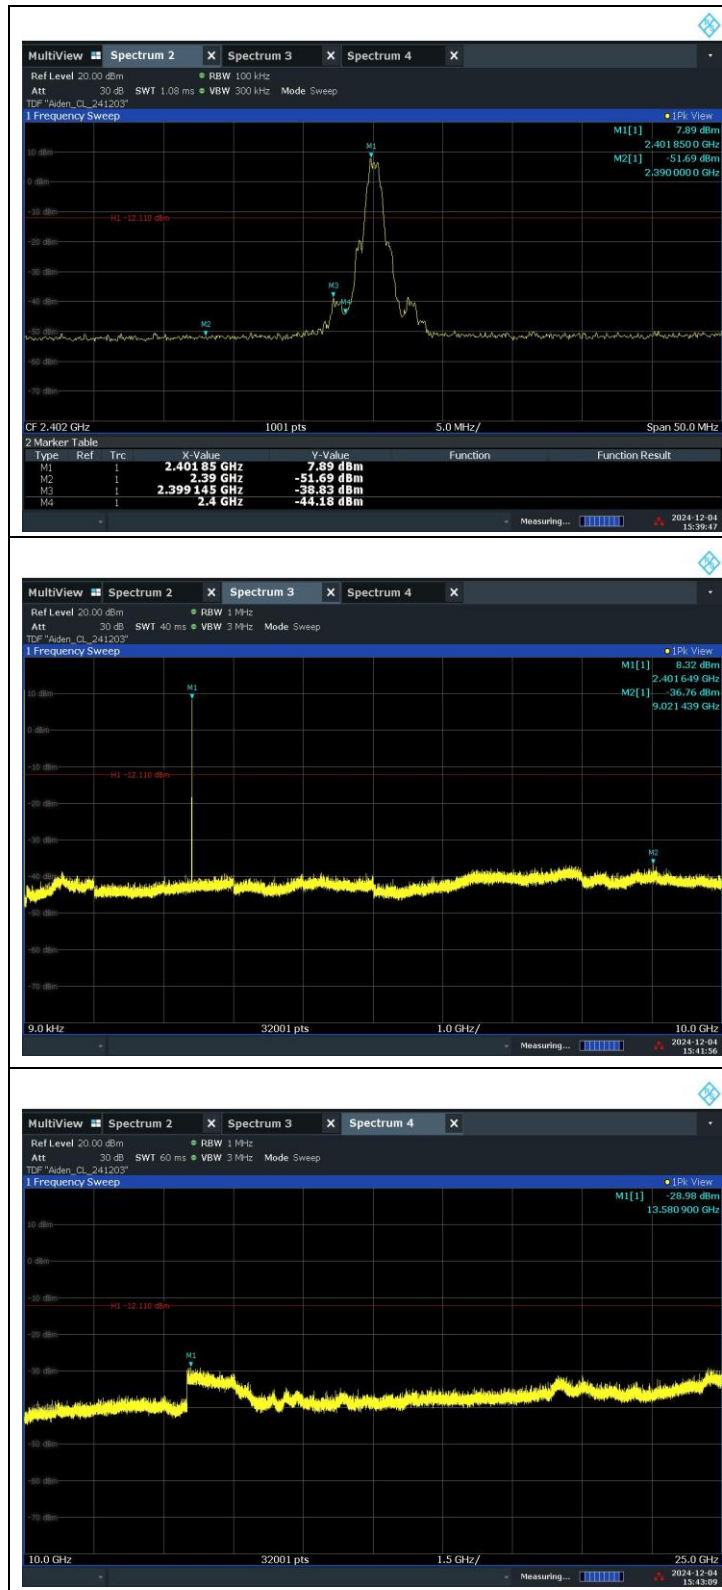 MultiView Spectrum 2 X Spectrum 3 X Spectrum 4 X
Ref Level 20.00 dBm RBW 100 kHz
Att 30 dB SWT 1.08 ms VBW 300 kHz Mode Sweep
TDF "Aiden_CL_241203"
1 Frequency Sweep 1Pk View
M1[1] 7.89 dBm
2.401 850 0 GHz
M2[1] -51.69 dBm
2.390 000 0 GHz
M1
10 dBm
0 dBm
-10 dBm
H1 -12.110 dBm
-20 dBm
-30 dBm
M3
-40 dBm
M4
M2
-50 dBm
-60 dBm
-70 dBm
CF 2.402 GHz 1001 pts 5.0 MHz/ Span 50.0 MHz
2 Marker Table
Type Ref Trc X-Value Y-Value Function Function Result
M1 1 2.401 85 GHz 7.89 dBm
M2 1 2.39 GHz -51.69 dBm
M3 1 2.399 145 GHz -38.83 dBm
M4 1 2.4 GHz -44.18 dBm
Measuring... 2024-12-04
15:39:47
MultiView Spectrum 2 X Spectrum 3 X Spectrum 4 X
Ref Level 20.00 dBm RBW 1 MHz
Att 30 dB SWT 40 ms VBW 3 MHz Mode Sweep
TDF "Aiden_CL_241203"
1 Frequency Sweep 1Pk View
M1[1] 8.32 dBm
2.401 649 GHz
M2[1] -36.76 dBm
9.021 439 GHz
M1
10 dBm
0 dBm
-10 dBm
H1 -12.110 dBm
-20 dBm
-30 dBm
M2
-40 dBm
-50 dBm
-60 dBm
-70 dBm
9.0 kHz 32001 pts 1.0 GHz/ 10.0 GHz
Measuring... 2024-12-04
15:41:56
MultiView Spectrum 2 X Spectrum 3 X Spectrum 4 X
Ref Level 20.00 dBm RBW 1 MHz
Att 30 dB SWT 60 ms VBW 3 MHz Mode Sweep
TDF "Aiden_CL_241203"
1 Frequency Sweep 1Pk View
M1[1] -28.98 dBm
13.580 900 GHz
10 dBm
0 dBm
-10 dBm
H1 -12.110 dBm
-20 dBm
M1
-30 dBm
-50 dBm
-60 dBm
-70 dBm
10.0 GHz 32001 pts 1.5 GHz/ 25.0 GHz
Measuring... 2024-12-04
15:43:09